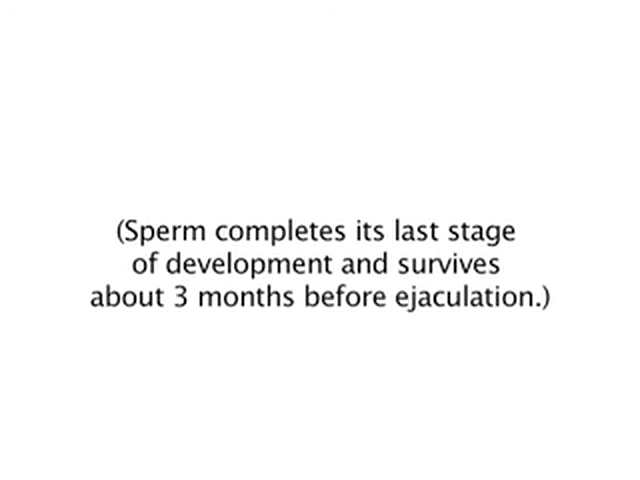 (Sperm completes its last stage
of development and survives
about 3 months before ejaculation.)